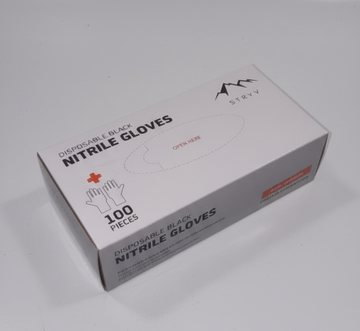 STRYV
DISPOSABLE BLACK
NITRILE GLOVES
OPEN HERE
100
PIECES
DISPOSABLE BLACK
NITRILE GLOVES